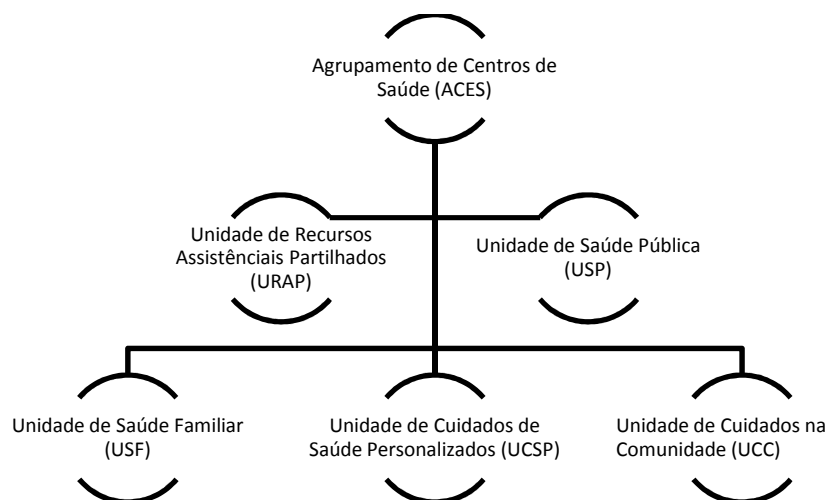 Agrupamento de Centros de
Saúde (ACES)
Unidade de Recursos
Assistênciais Partilhados
(URAP)
Unidade de Saúde Pública
(USP)
Unidade de Saúde Familiar
(USF)
Unidade de Cuidados de
Saúde Personalizados (UCSP)
Unidade de Cuidados na
Comunidade (UCC)